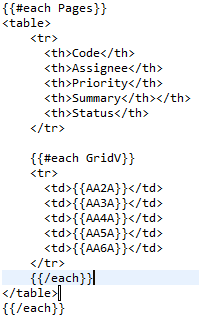 {{#each Pages}}
<table>
<tr>
<th>Code</th>
<th>Assignee</th>
<th>Priority</th>
<th>Summary</th></th>
<th>Status</th>
</tr>
{{#each GridV}}
<tr>
<td>{{AA2A}}</td>
<td>{{AA3A}}</td>
<td>{{AA4A}}</td>
<td>{{AA5A}}</td>
<td>{{AA6A}}</td>
</tr>
{{/each}}
</table>
{{/each}}